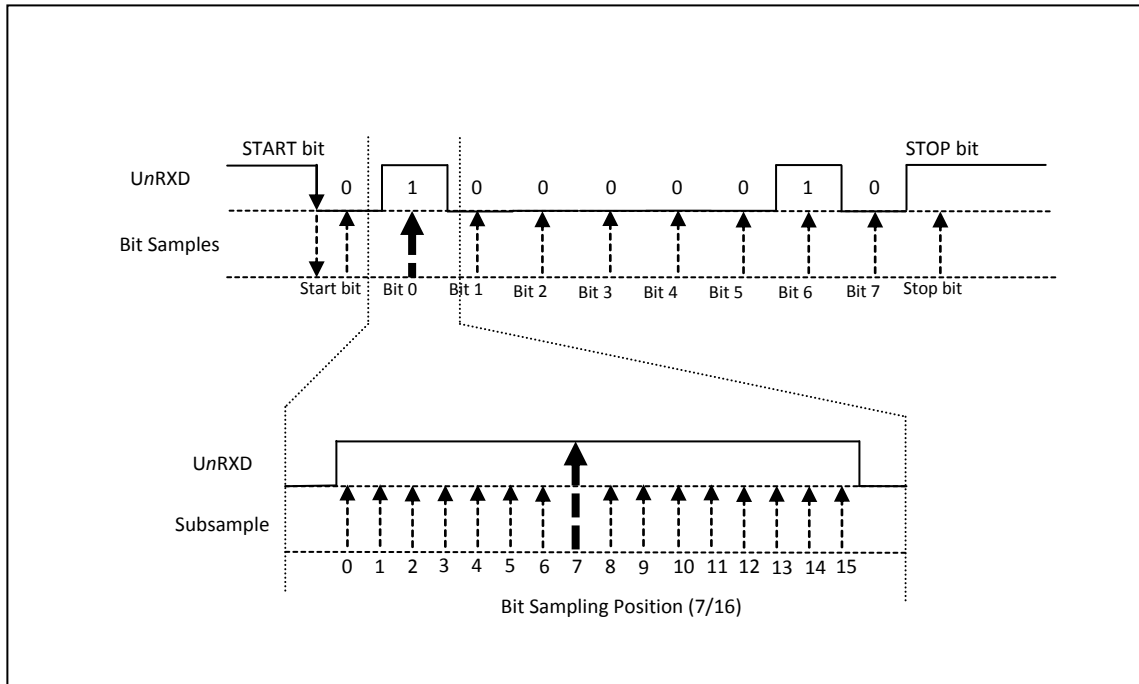 START bit
STOP bit
UnRXD
0 1 0 0 0 0 0 1 0
Bit Samples
Start bit Bit 0 Bit 1 Bit 2 Bit 3 Bit 4 Bit 5 Bit 6 Bit 7 Stop bit
UnRXD
Subsample
0 1 2 3 4 5 6 7 8 9 10 11 12 13 14 15
Bit Sampling Position (7/16)